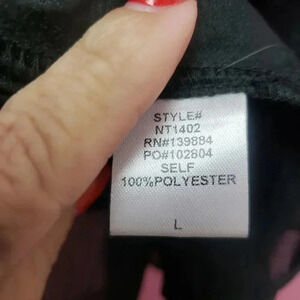 STYLE#
NT1402
RN#139884
PO#102804
SELF
100%POLYESTER
L